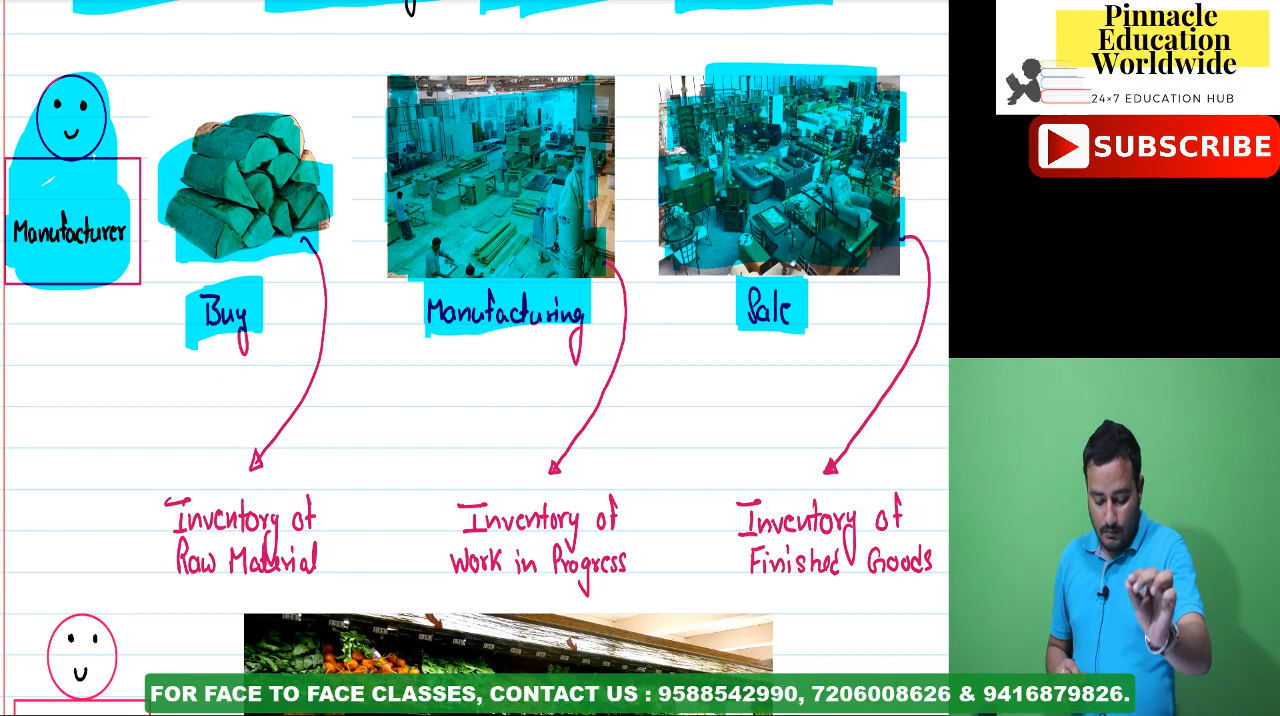 Pinnacle
Education
Worldwide
24×7 EDUCATION HUB
SUBSCRIBE
Manufacturer
Buy
Manufacturing
Sale
Inventory of
Raw Material
Inventory of
Work in Progress
Inventory of
Finished Goods
FOR FACE TO FACE CLASSES, CONTACT US : 9588542990, 7206008626 & 9416879826.